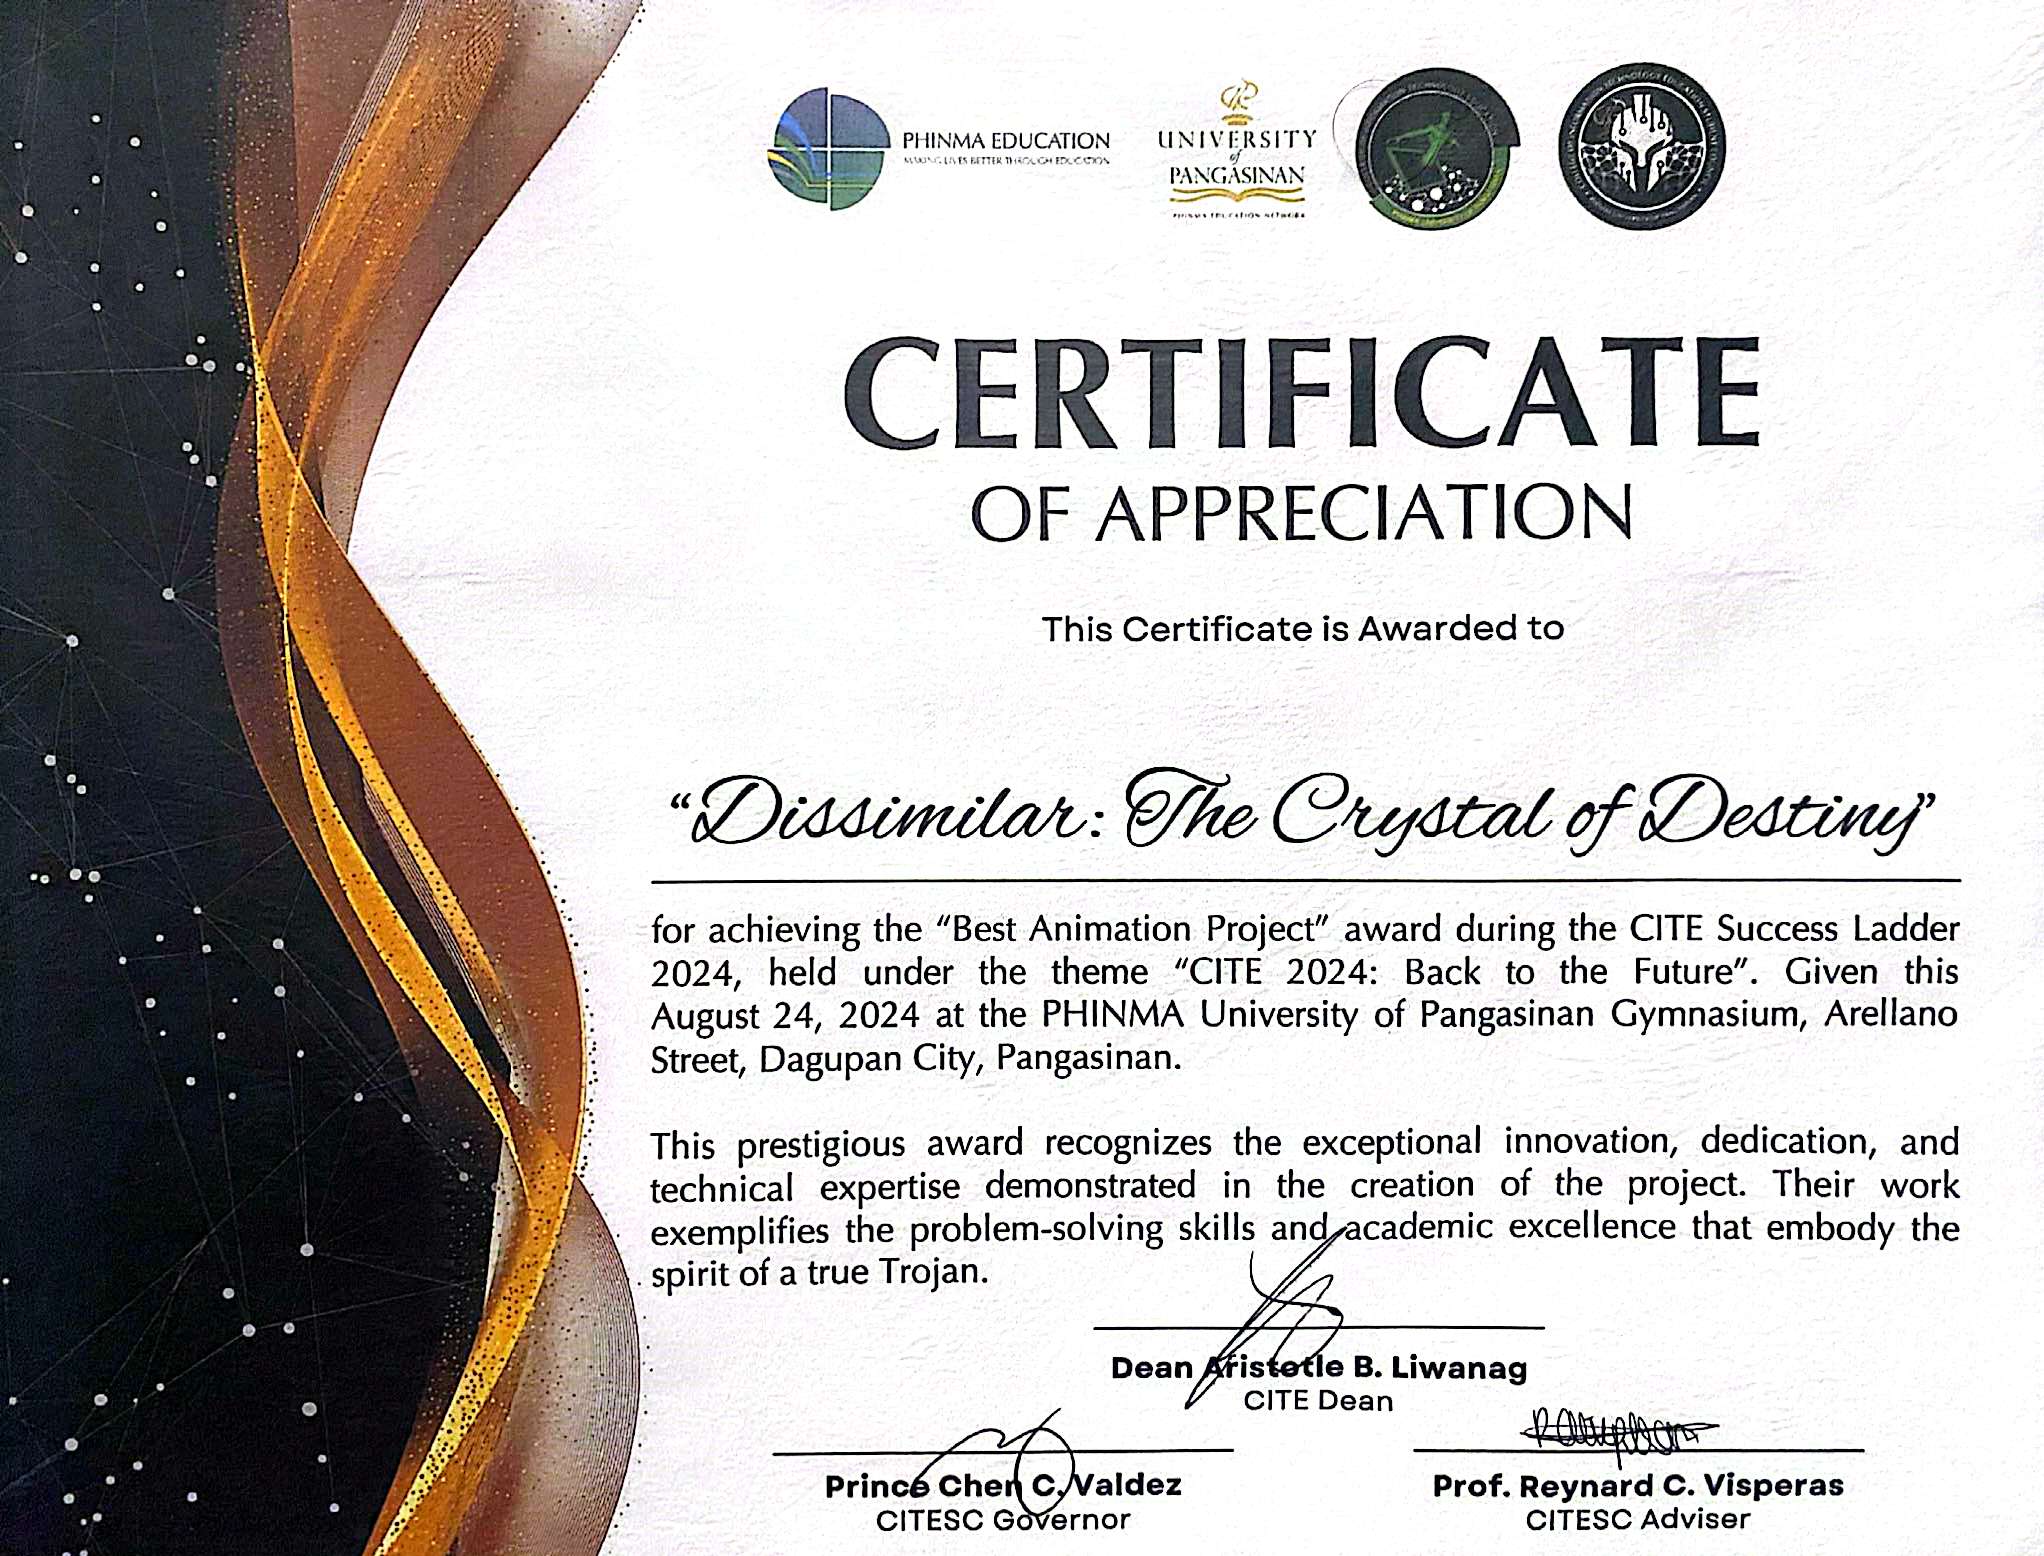 PHINMA EDUCATION
MAKING LIVES BETTER THROUGH EDUCATION
UNIVERSITY
of
PANGASINAN
PHINMA EDUCATION NETWORK
CERTIFICATE
OF APPRECIATION
This Certificate is Awarded to
“Dissimilar: The Crystal of Destiny”
for achieving the “Best Animation Project” award during the CITE Success Ladder
2024, held under the theme “CITE 2024: Back to the Future”. Given this
August 24, 2024 at the PHINMA University of Pangasinan Gymnasium, Arellano
Street, Dagupan City, Pangasinan.
This prestigious award recognizes the exceptional innovation, dedication, and
technical expertise demonstrated in the creation of the project. Their work
exemplifies the problem-solving skills and academic excellence that embody the
spirit of a true Trojan.
Dean Aristotle B. Liwanag
CITE Dean
Prince Chen C. Valdez
CITESC Governor
Prof. Reynard C. Visperas
CITESC Adviser